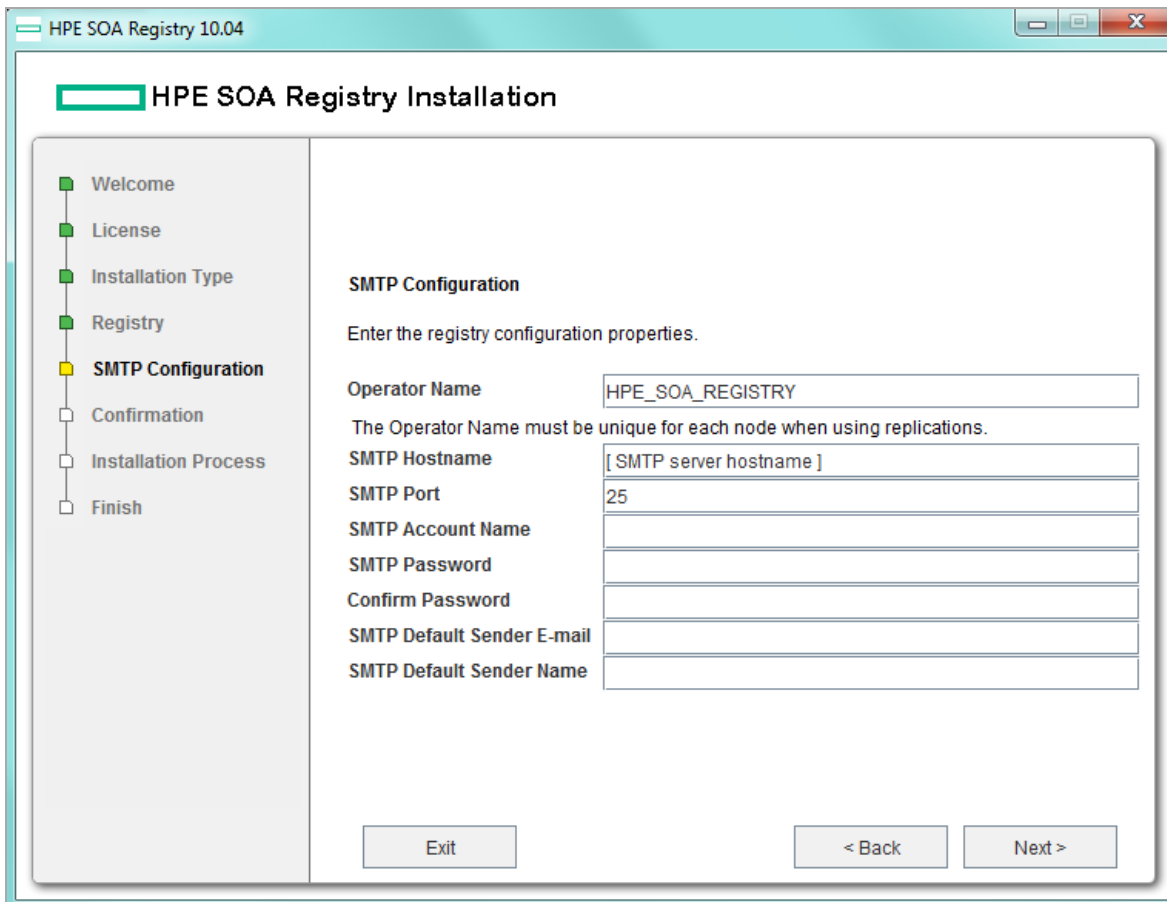 HPE SOA Registry 10.04
HPE SOA Registry Installation
Welcome
License
Installation Type
Registry
SMTP Configuration
Confirmation
Installation Process
Finish
SMTP Configuration
Enter the registry configuration properties.
Operator Name HPE_SOA_REGISTRY
The Operator Name must be unique for each node when using replications.
SMTP Hostname [ SMTP server hostname ]
SMTP Port 25
SMTP Account Name
SMTP Password
Confirm Password
SMTP Default Sender E-mail
SMTP Default Sender Name
Exit < Back Next >